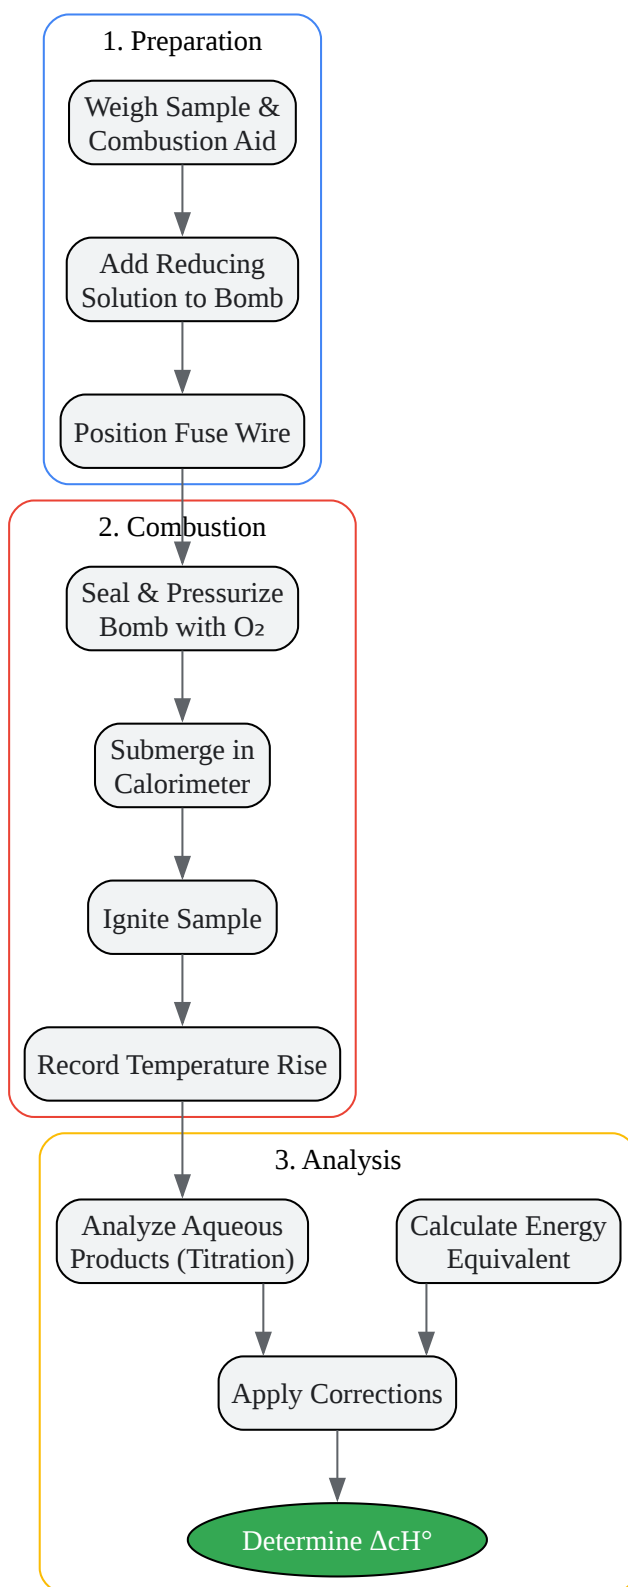 1. Preparation
Weigh Sample &
Combustion Aid
Add Reducing
Solution to Bomb
Position Fuse Wire
2. Combustion
Seal & Pressurize
Bomb with O₂
Submerge in
Calorimeter
Ignite Sample
Record Temperature Rise
3. Analysis
Analyze Aqueous
Products (Titration)
Calculate Energy
Equivalent
Apply Corrections
Determine ΔcH°